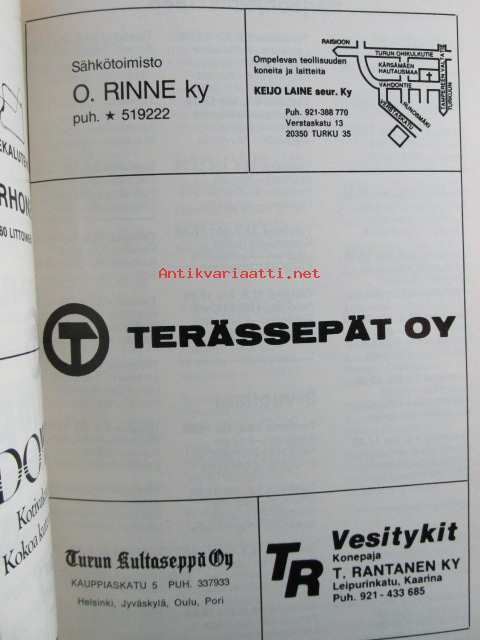 Sähkötoimisto
O. RINNE ky
puh. ★ 519222
Ompelevan teollisuuden
koneita ja laitteita
KEIJO LAINE seur. Ky
Puh. 921-388 770
Verstaskatu 13
20350 TURKU 35
RAISIOON
TURUN OHIKULKUTIE
KÄRSÄMÄEN
HAUTAUSMAA
VAHDONTIE
RUNOSMÄKI
VERSTASKATU
TAMPEREEN VALTATIE
TURKUUN
Antikvariaatti.net
T TERÄSSEPÄT OY
Turun Kultaseppä Oy
KAUPPIASKATU 5 PUH. 337933
Helsinki, Jyväskylä, Oulu, Pori
TR
Vesitykit
Konepaja
T. RANTANEN KY
Leipurinkatu, Kaarina
Puh. 921 - 433 685